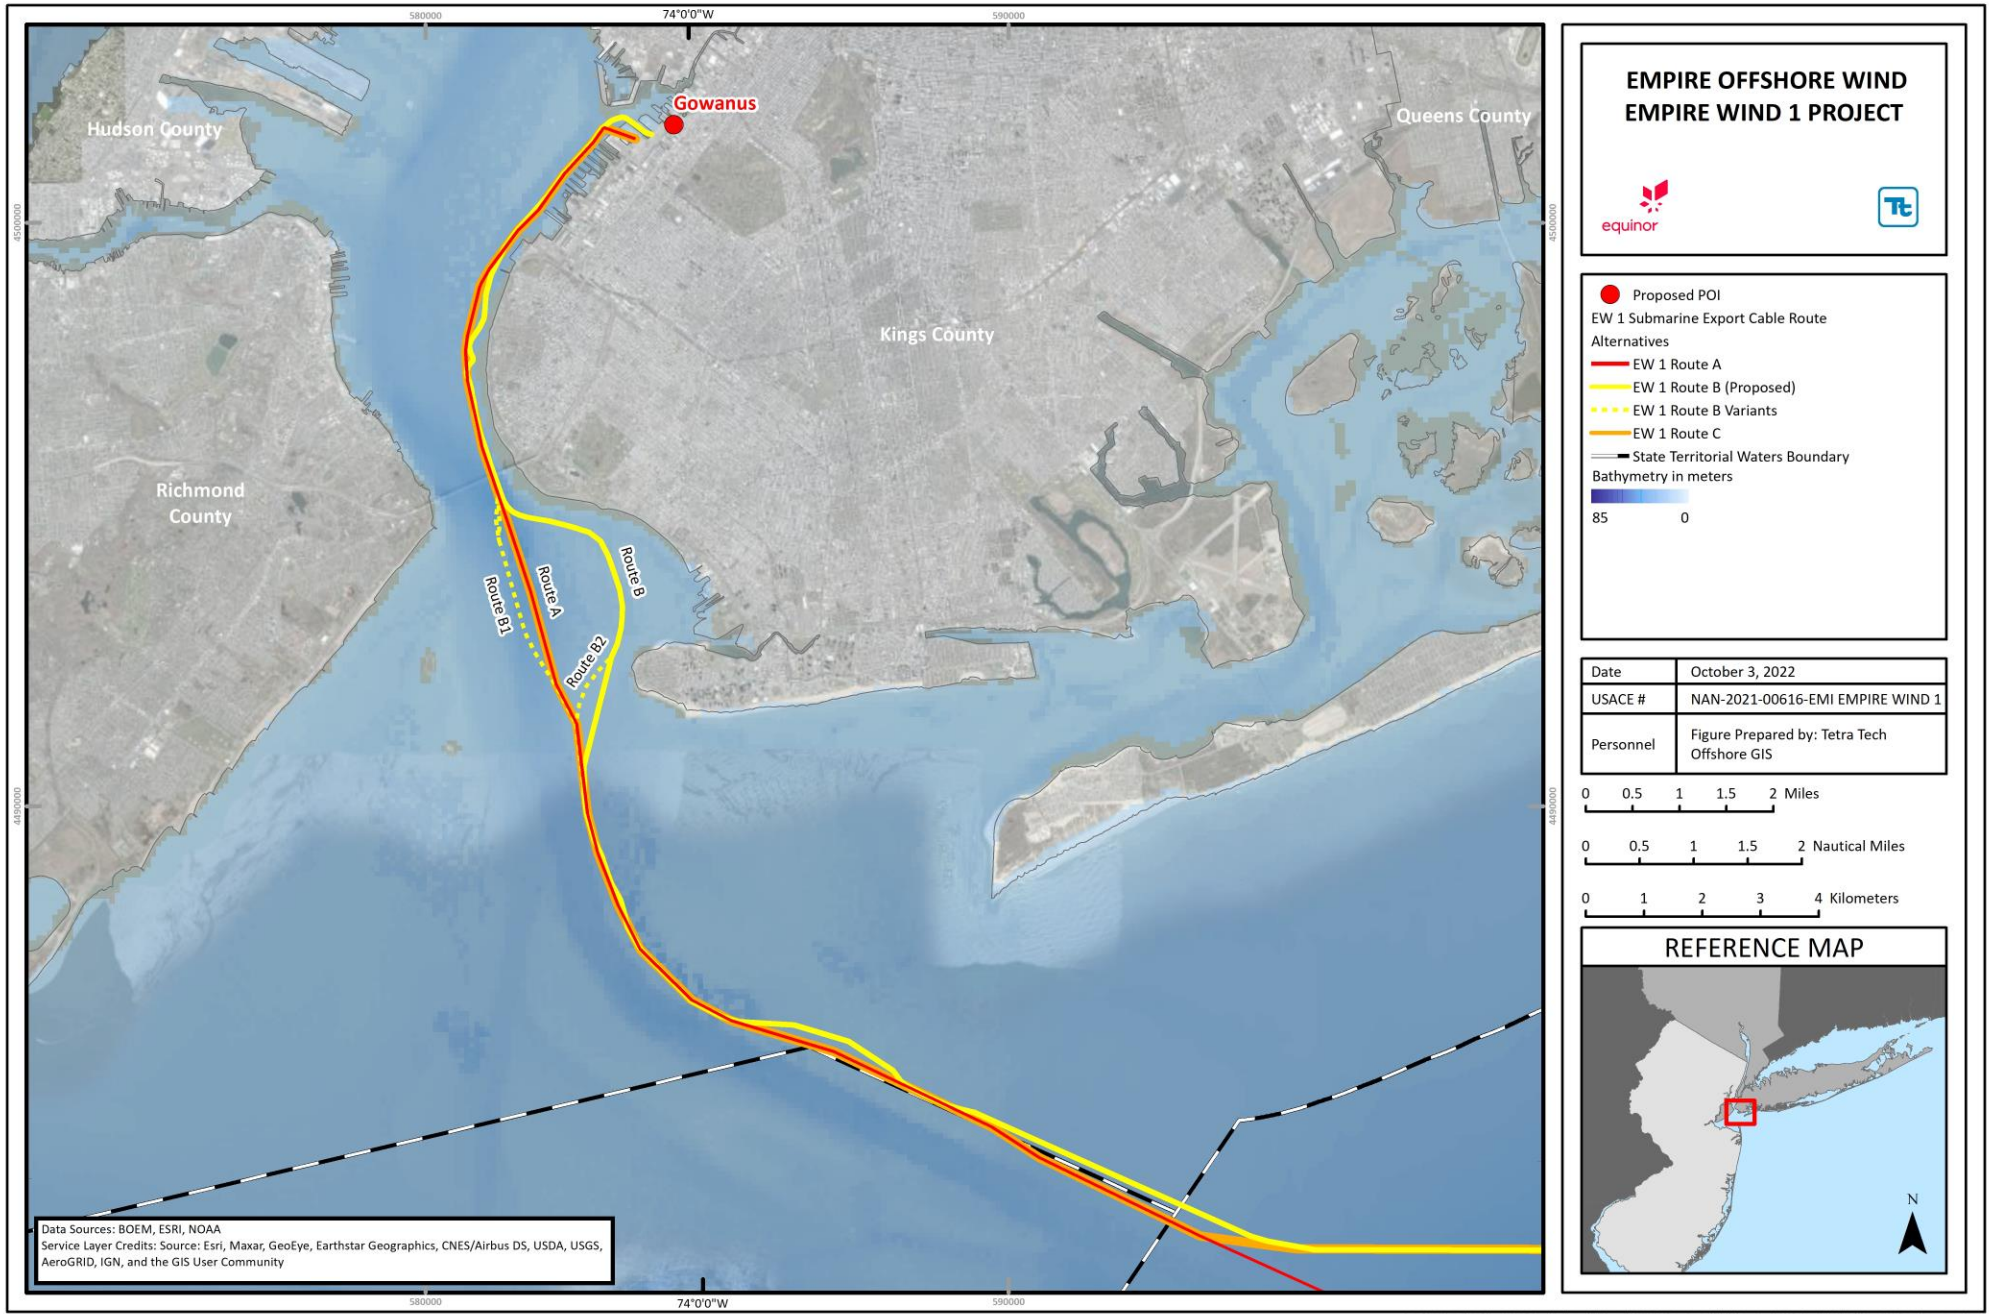 580000
74°0'0"W
590000
4500000
4500000
4490000
4490000
Hudson County
Gowanus
Queens County
Kings County
Richmond
County
Route B
Route A
Route B1
Route B2
Data Sources: BOEM, ESRI, NOAA
Service Layer Credits: Source: Esri, Maxar, GeoEye, Earthstar Geographics, CNES/Airbus DS, USDA, USGS,
AeroGRID, IGN, and the GIS User Community
580000
74°0'0"W
590000
EMPIRE OFFSHORE WIND
EMPIRE WIND 1 PROJECT
equinor
Tt
Proposed POI
EW 1 Submarine Export Cable Route
Alternatives
EW 1 Route A
EW 1 Route B (Proposed)
EW 1 Route B Variants
EW 1 Route C
State Territorial Waters Boundary
Bathymetry in meters
85 0
Date October 3, 2022
USACE # NAN-2021-00616-EMI EMPIRE WIND 1
Personnel Figure Prepared by: Tetra Tech
Offshore GIS
0 0.5 1 1.5 2 Miles
0 0.5 1 1.5 2 Nautical Miles
0 1 2 3 4 Kilometers
REFERENCE MAP
N